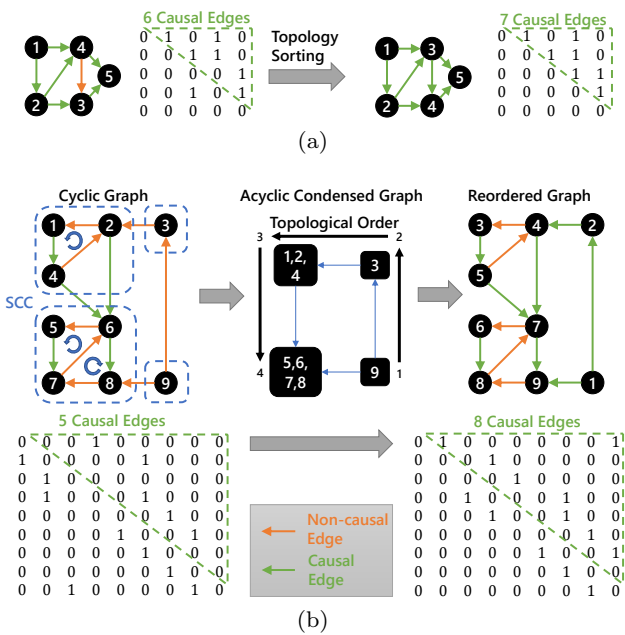 6 Causal Edges
1
4
5
2
3
0 1 0 1 0
0 0 1 1 0
0 0 0 0 1
0 0 1 0 1
0 0 0 0 0
Topology
Sorting
7 Causal Edges
1
3
5
2
4
0 1 0 1 0
0 0 1 1 0
0 0 0 1 1
0 0 0 0 1
0 0 0 0 0
(a)
Cyclic Graph
1
2
3
4
SCC
5
6
7
8
9
Acyclic Condensed Graph
Topological Order
3
2
1,2,
4
3
5,6,
7,8
9
4
1
Reordered Graph
3
4
2
5
6
7
8
9
1
5 Causal Edges
0 0 0 1 0 0 0 0 0
1 0 0 0 0 1 0 0 0
0 1 0 0 0 0 0 0 0
0 1 0 0 0 1 0 0 0
0 0 0 0 0 0 1 0 0
0 0 0 0 1 0 0 1 0
0 0 0 0 0 1 0 0 0
0 0 0 0 0 0 1 0 0
0 0 1 0 0 0 0 1 0
Non-causal
Edge
Causal
Edge
8 Causal Edges
0 1 0 0 0 0 0 0 1
0 0 0 1 0 0 0 0 0
0 0 0 0 1 0 0 0 0
0 0 1 0 0 0 1 0 0
0 0 0 1 0 0 1 0 0
0 0 0 0 0 0 0 1 0
0 0 0 0 0 1 0 0 1
0 0 0 0 0 0 1 0 0
0 0 0 0 0 0 0 1 0
(b)